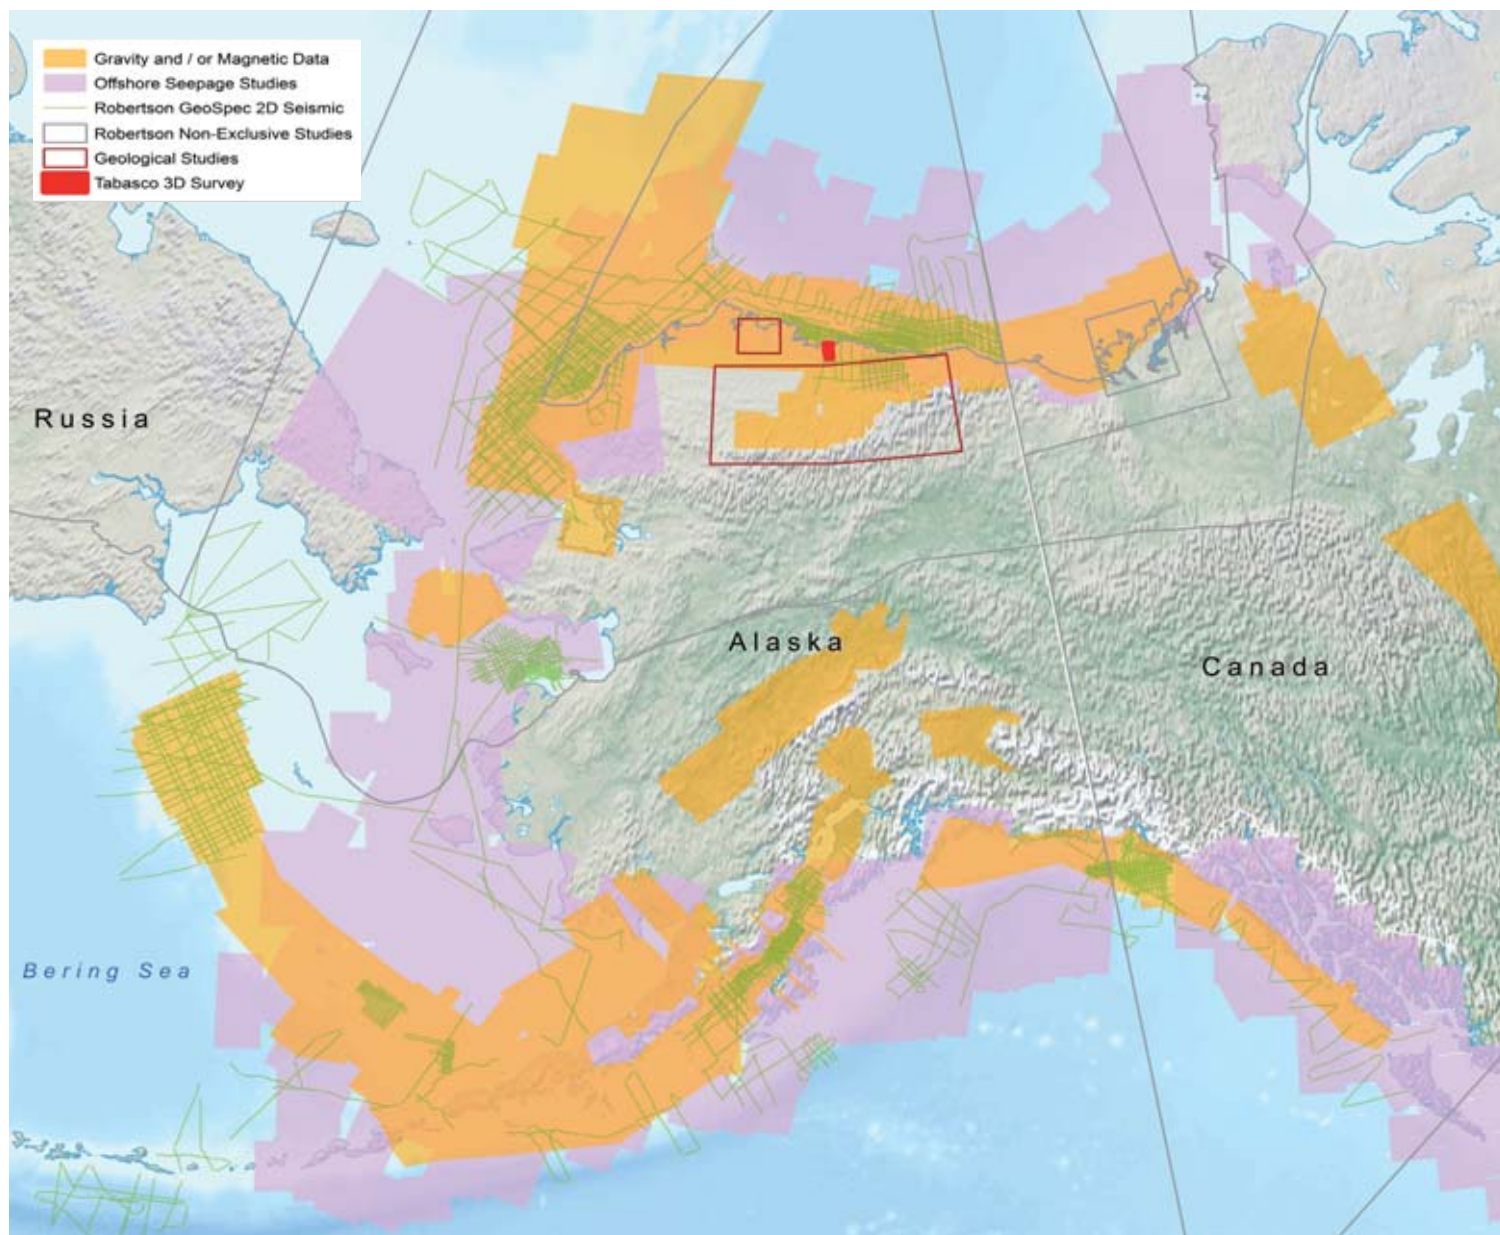 Gravity and / or Magnetic Data
Offshore Seepage Studies
Robertson GeoSpec 2D Seismic
Robertson Non-Exclusive Studies
Geological Studies
Tabasco 3D Survey
Russia
Alaska
Canada
Bering Sea